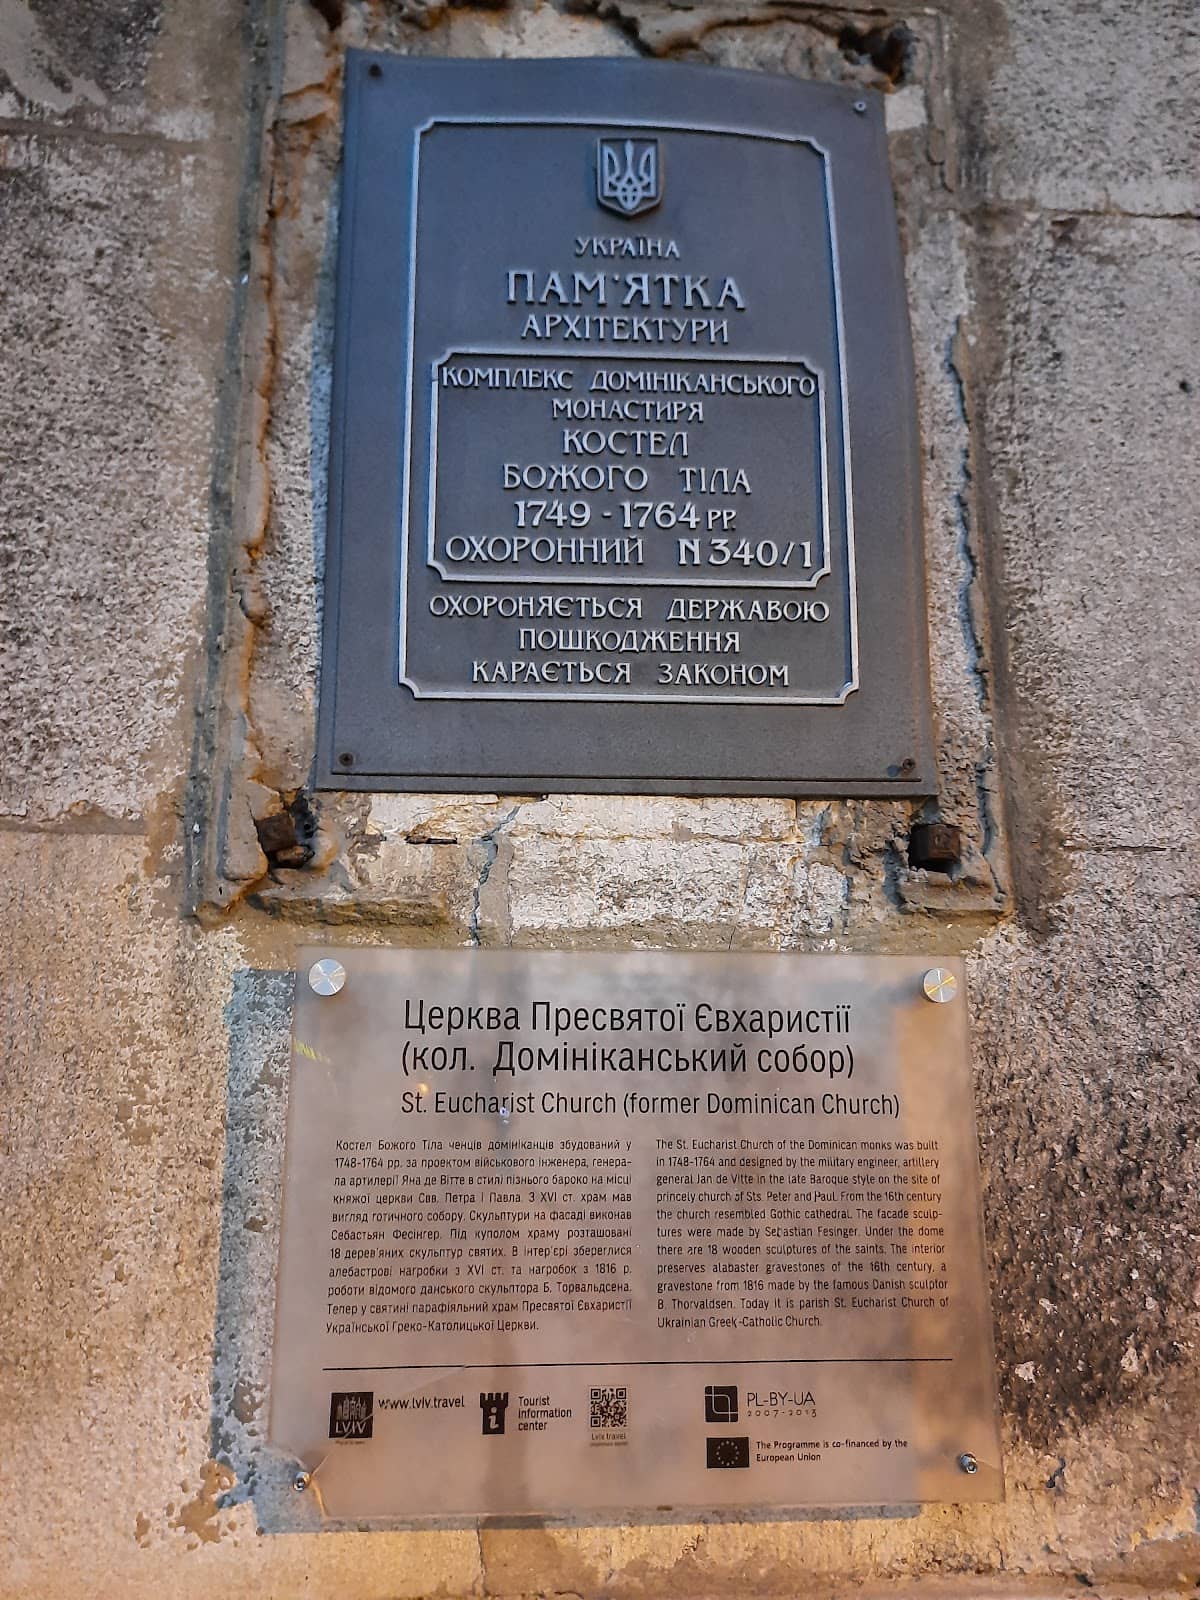 УКРАЇНА
ПАМ'ЯТКА
АРХІТЕКТУРИ
КОМПЛЕКС ДОМІНІКАНСЬКОГО
МОНАСТИРЯ
КОСТЕЛ
БОЖОГО ТІЛА
1749 - 1764 РР.
ОХОРОННИЙ N 340/1
ОХОРОНЯЄТЬСЯ ДЕРЖАВОЮ
ПОШКОДЖЕННЯ
КАРАЄТЬСЯ ЗАКОНОМ
Церква Пресвятої Євхаристії
(кол. Домініканський собор)
St. Eucharist Church (former Dominican Church)
Костел Божого Тіла ченців домініканців збудований у
1748-1764 рр. за проектом військового інженера, генера-
ла артилерії Яна де Вітте в стилі пізнього бароко на місці
княжої церкви Свв. Петра і Павла. З XVI ст. храм мав
вигляд готичного собору. Скульптури на фасаді виконав
Себастьян Фесінгер. Під куполом храму розташовані
18 дерев'яних скульптур святих. В інтер'єрі збереглися
алебастрові нагробки з XVI ст. та нагробок з 1816 р.
роботи відомого данського скульптора Б. Торвальдсена.
Тепер у святині парафіяльний храм Пресвятої Євхаристії
Української Греко-Католицької Церкви.
The St. Eucharist Church of the Dominican monks was built
in 1748-1764 and designed by the military engineer, artillery
general Jan de Vitte in the late Baroque style on the site of
princely church of Sts. Peter and Paul. From the 16th century
the church resembled Gothic cathedral. The facade sculp-
tures were made by Sebastian Fesinger. Under the dome
there are 18 wooden sculptures of the saints. The interior
preserves alabaster gravestones of the 16th century, a
gravestone from 1816 made by the famous Danish sculptor
B. Thorvaldsen. Today it is parish St. Eucharist Church of
Ukrainian Greek-Catholic Church.
LVIV
www.lviv.travel
Tourist
information
center
Lviv.travel
PL-BY-UA
2007-2013
The Programme is co-financed by the
European Union